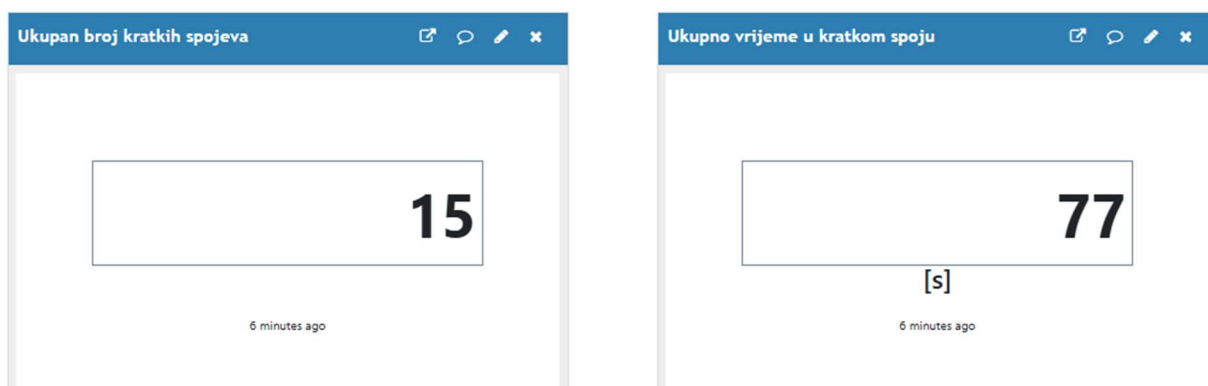 Ukupan broj kratkih spojeva
15
6 minutes ago
Ukupno vrijeme u kratkom spoju
77
[s]
6 minutes ago